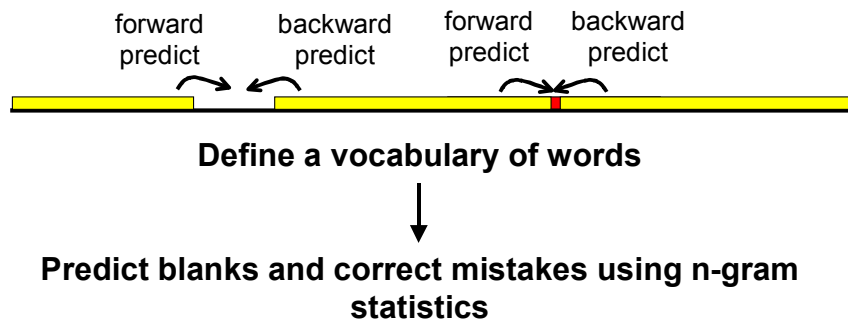 forward predict
backward predict
forward predict
backward predict
Define a vocabulary of words
Predict blanks and correct mistakes using n-gram
statistics